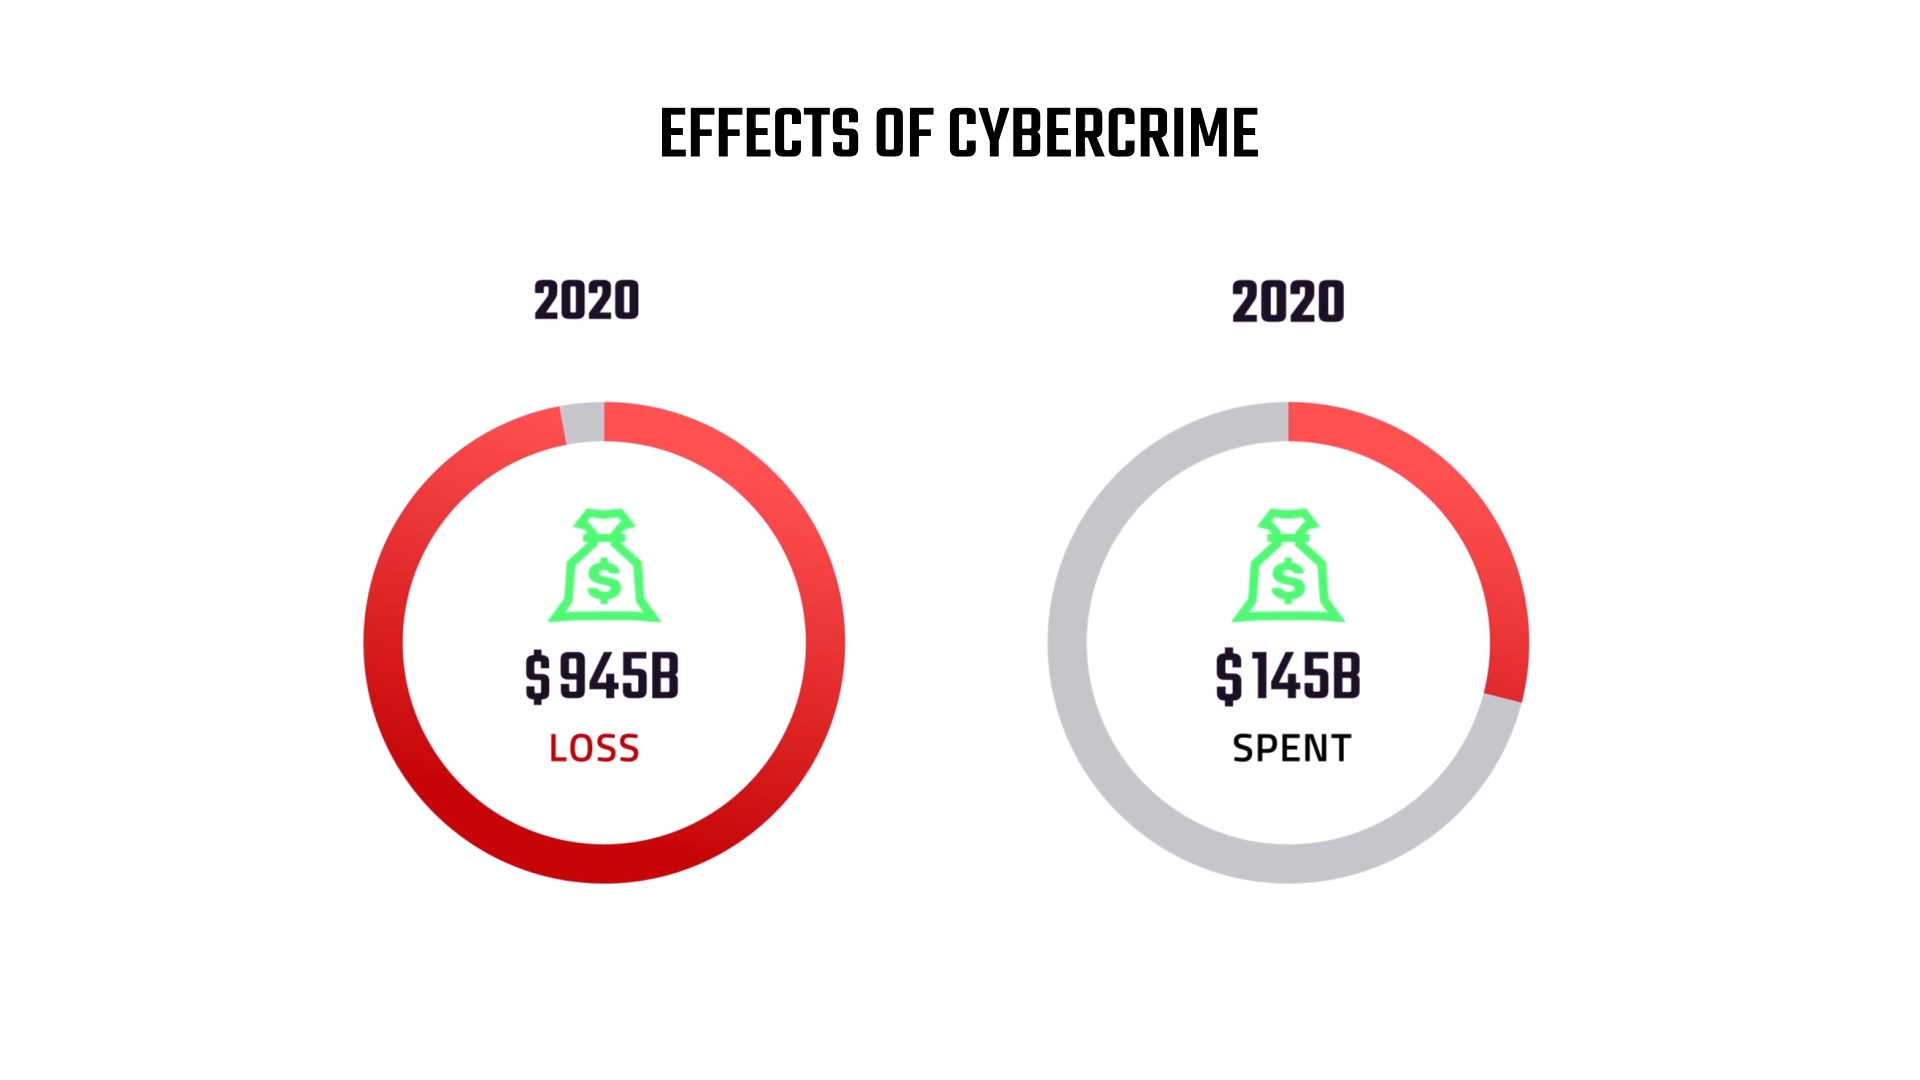 EFFECTS OF CYBERCRIME
2020
2020
$
$945B
LOSS
$
$145B
SPENT